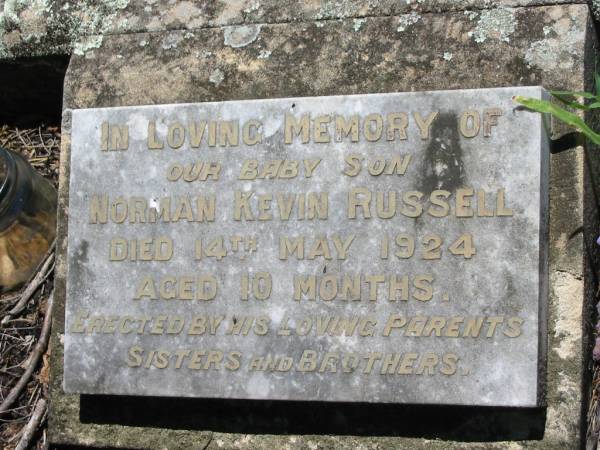 IN LOVING MEMORY OF
OUR BABY SON
NORMAN KEVIN RUSSELL
DIED 14TH MAY 1924
AGED 10 MONTHS.
ERECTED BY HIS LOVING PARENTS
SISTERS AND BROTHERS.